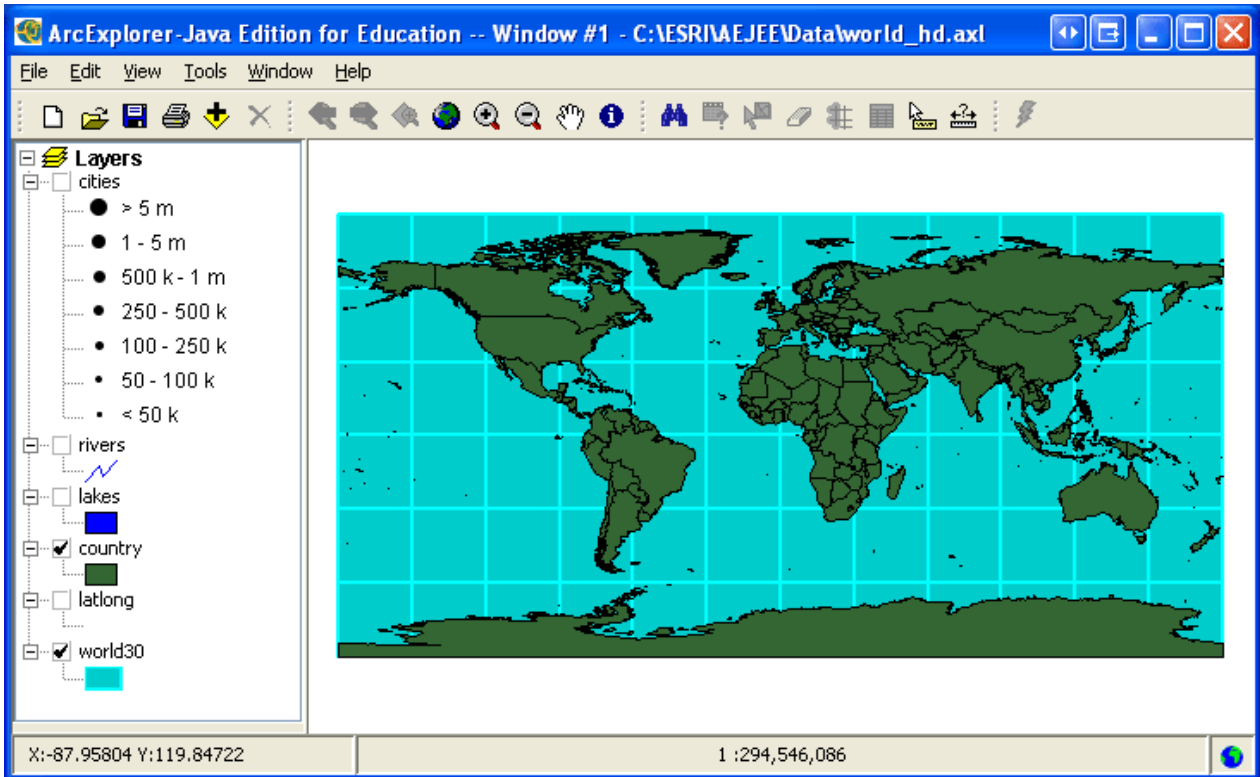 ArcExplorer-Java Edition for Education -- Window #1 - C:\ESRI\AEJEE\Data\world_hd.axl
File Edit View Tools Window Help
Layers
cities
> 5 m
1 - 5 m
500 k - 1 m
250 - 500 k
100 - 250 k
50 - 100 k
< 50 k
rivers
lakes
country
latlong
world30
X:-87.95804 Y:119.84722
1 :294,546,086